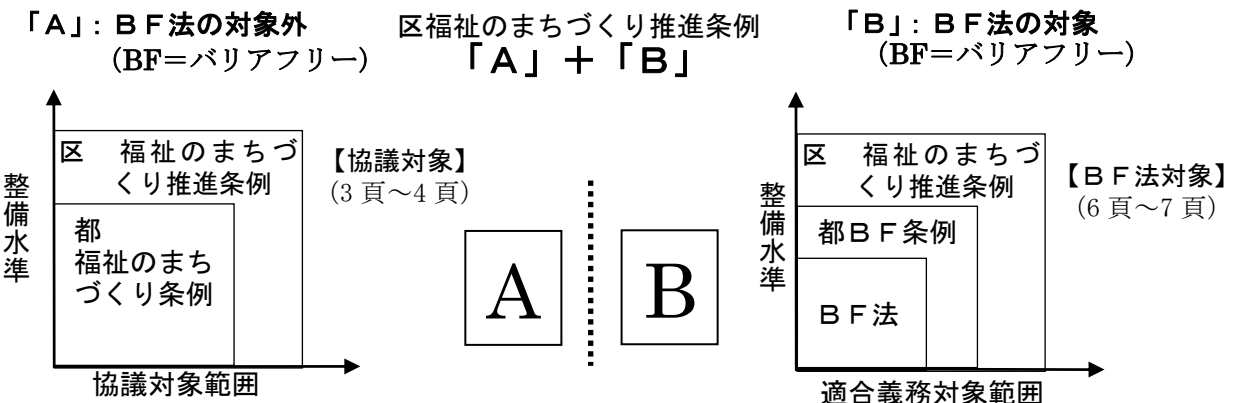 「A」：ＢＦ法の対象外
(BF＝バリアフリー)
区福祉のまちづくり推進条例
「A」＋「B」
「B」：ＢＦ法の対象
(BF＝バリアフリー)
整備水準
区　福祉のまちづ
くり推進条例
都
福祉のまち
づくり条例
協議対象範囲
【協議対象】
(3 頁～4 頁)
A
B
整備水準
区　福祉のまちづ
くり推進条例
都ＢＦ条例
ＢＦ法
適合義務対象範囲
【ＢＦ法対象】
(6 頁～7 頁)